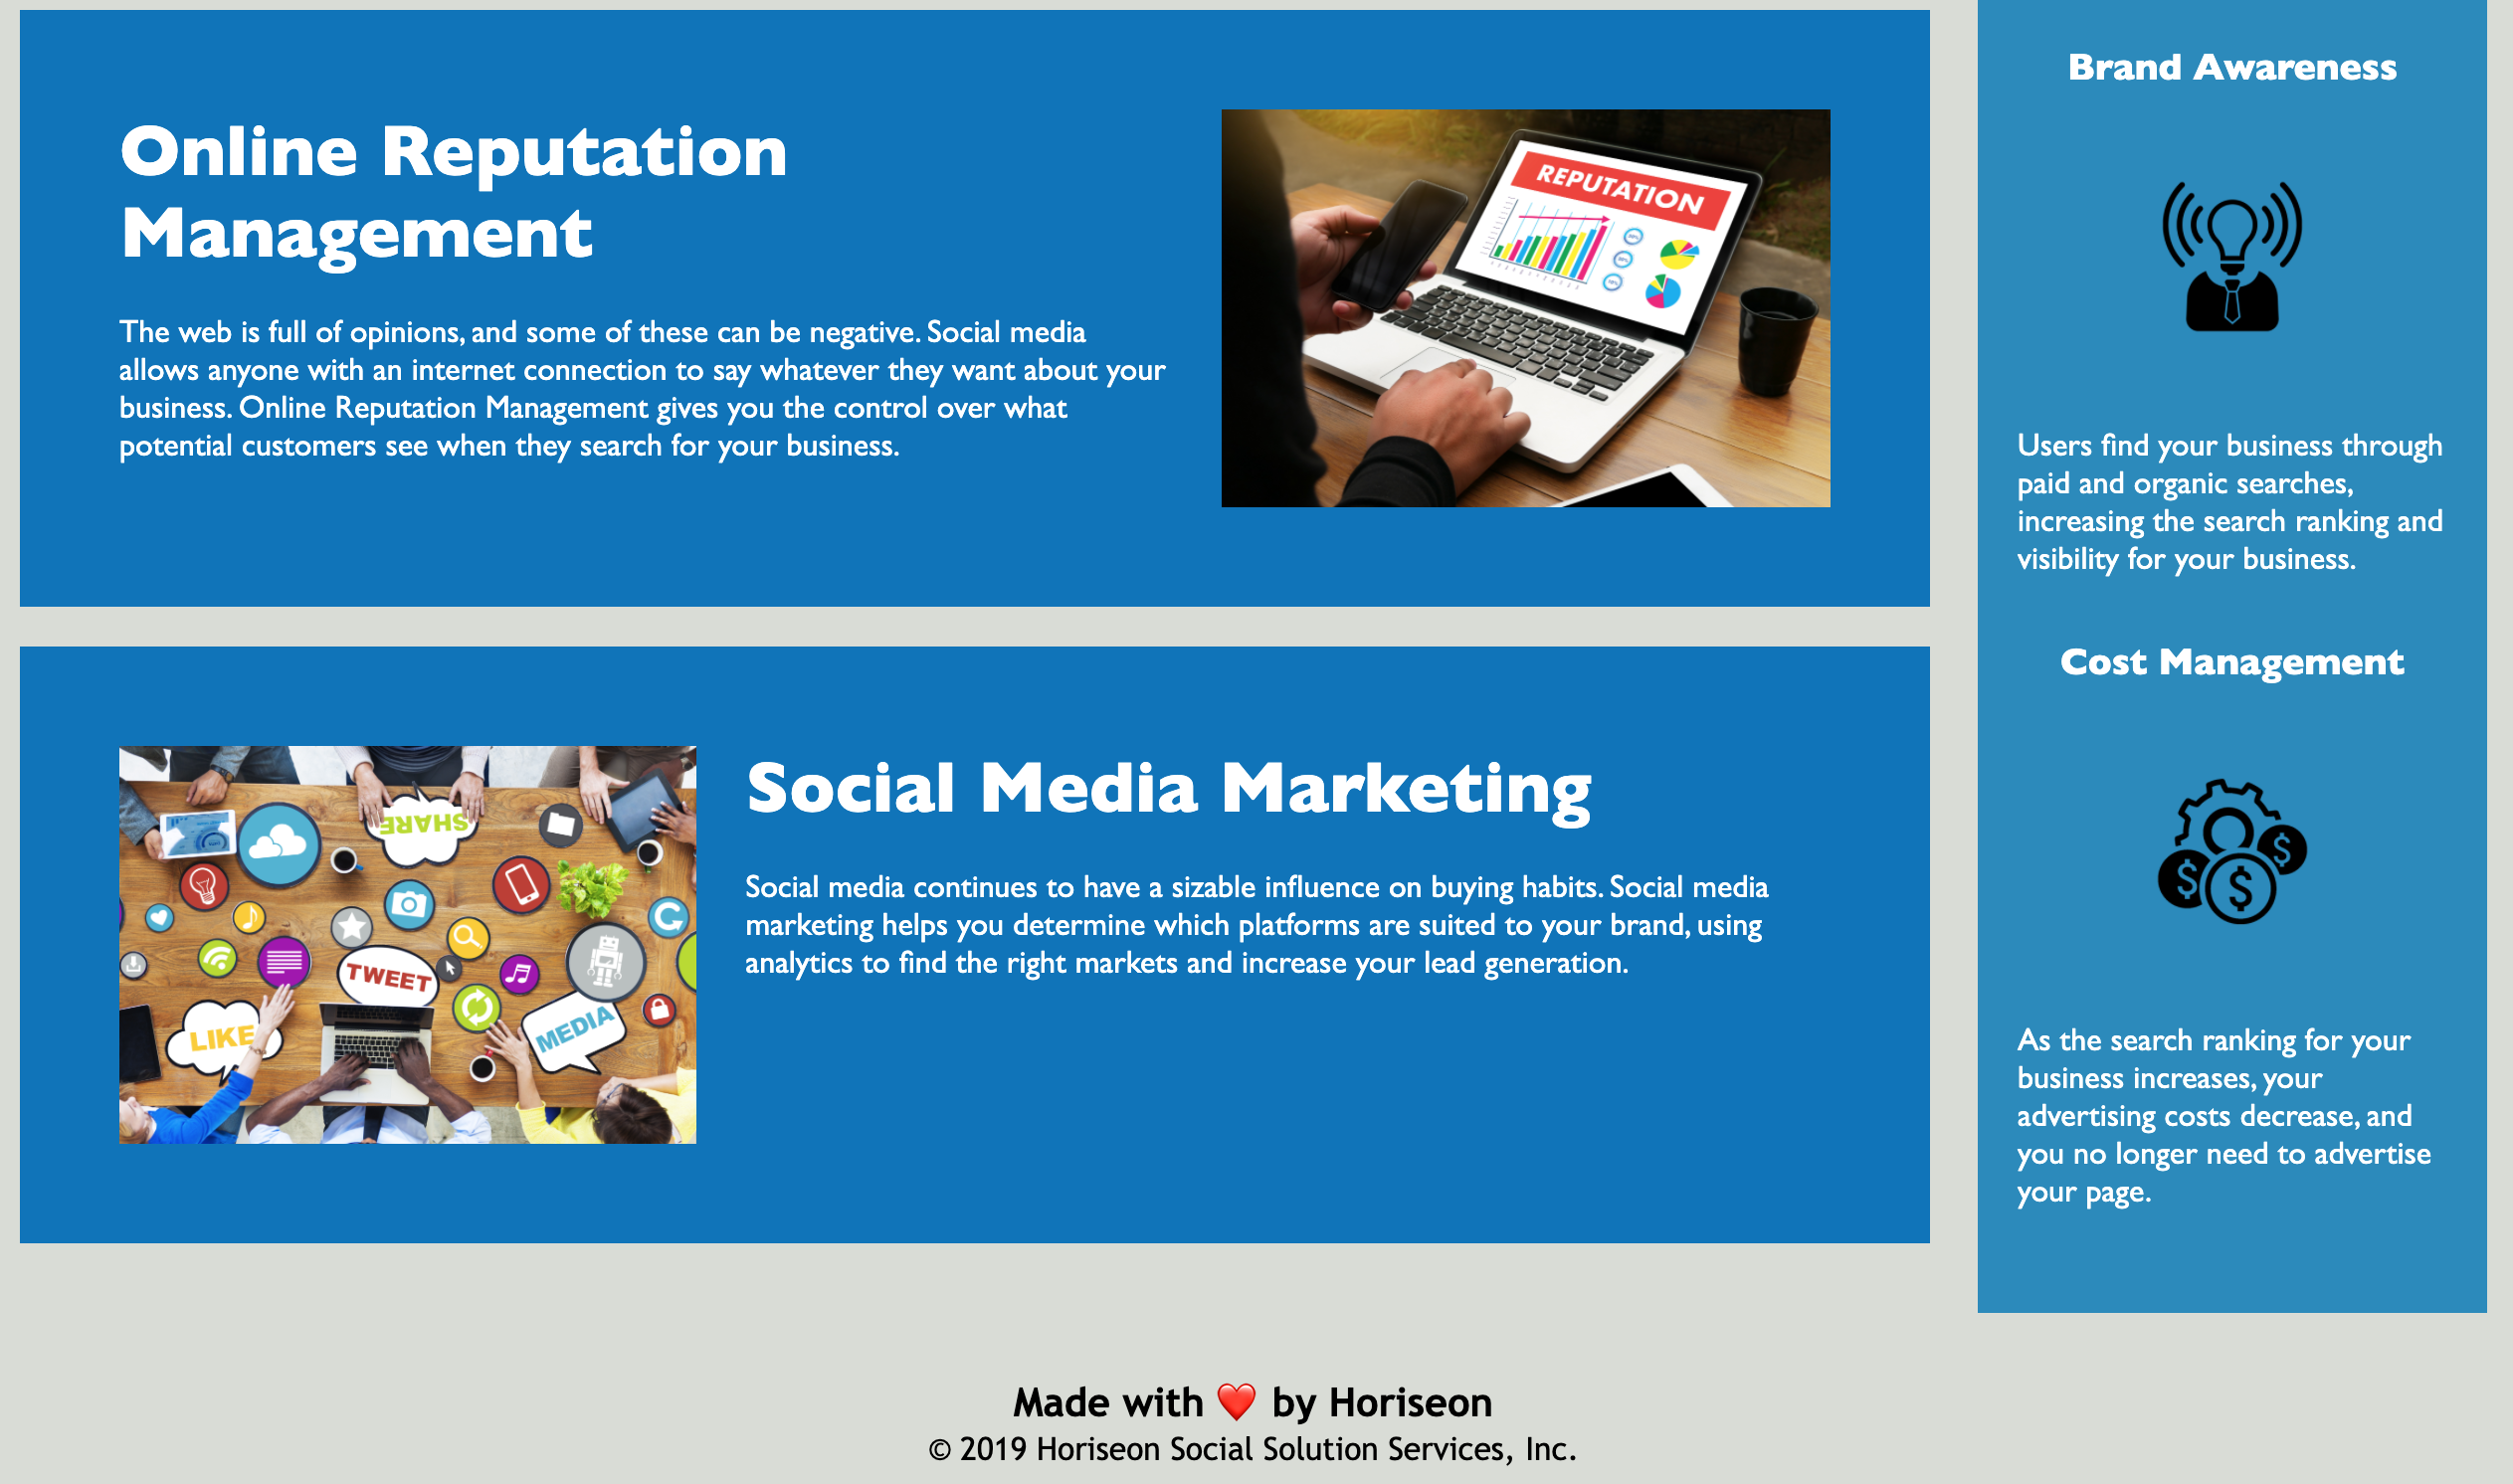 Online Reputation
Management
The web is full of opinions, and some of these can be negative. Social media
allows anyone with an internet connection to say whatever they want about your
business. Online Reputation Management gives you the control over what
potential customers see when they search for your business.
REPUTATION
Social Media Marketing
Social media continues to have a sizable influence on buying habits. Social media
marketing helps you determine which platforms are suited to your brand, using
analytics to find the right markets and increase your lead generation.
SHARE
TWEET
LIKE
MEDIA
Brand Awareness
Users find your business through
paid and organic searches,
increasing the search ranking and
visibility for your business.
Cost Management
$ $ $
As the search ranking for your
business increases, your
advertising costs decrease, and
you no longer need to advertise
your page.
Made with ❤️ by Horiseon
© 2019 Horiseon Social Solution Services, Inc.